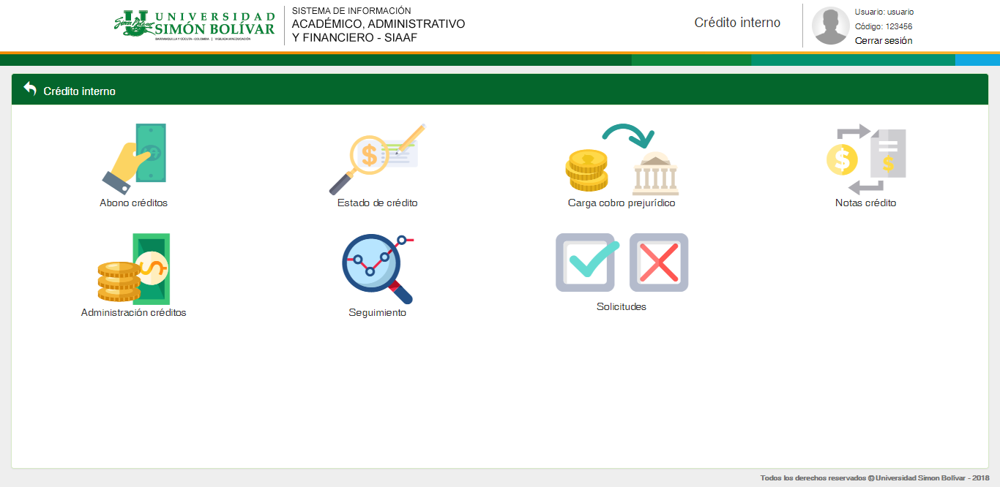 UNIVERSIDAD
SIMÓN BOLÍVAR
BARRANQUILLA Y CÚCUTA - COLOMBIA | VIGILADA MINEDUCACIÓN
SISTEMA DE INFORMACIÓN
ACADÉMICO, ADMINISTRATIVO
Y FINANCIERO - SIAAF
Crédito interno
Usuario: usuario
Código: 123456
Cerrar sesión
Crédito interno
Abono créditos
Estado de crédito
Carga cobro prejurídico
Notas crédito
Administración créditos
Seguimiento
Solicitudes
Todos los derechos reservados © Universidad Simon Bolívar - 2018